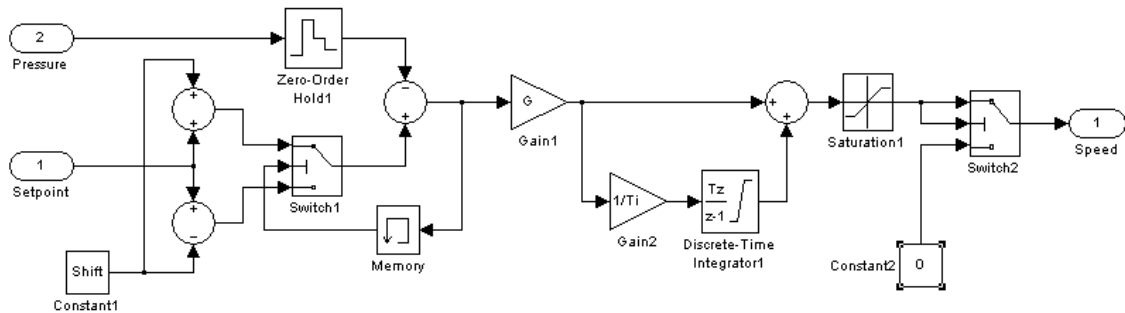 2
Pressure
Zero-Order
Hold1
−
+
+
+
1
Setpoint
Switch1
+
−
Shift
Constant1
Memory
G
Gain1
1/Ti
Gain2
Tz
z-1
Discrete-Time
Integrator1
+
+
Saturation1
Switch2
1
Speed
Constant2
0